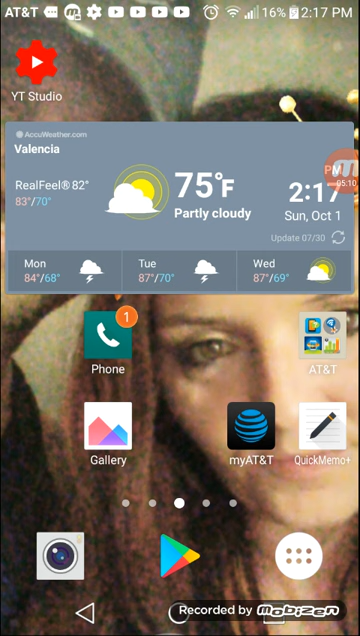 AT&T 16% 2:17 PM
YT Studio
AccuWeather.com
Valencia
RealFeel® 82°
83°/70°
75°F
Partly cloudy
PM
2:17
05:10
Sun, Oct 1
Update 07/30
Mon
84°/68°
Tue
87°/70°
Wed
87°/69°
1
Phone
AT&T
Gallery
myAT&T
QuickMemo+
Recorded by Mobizen